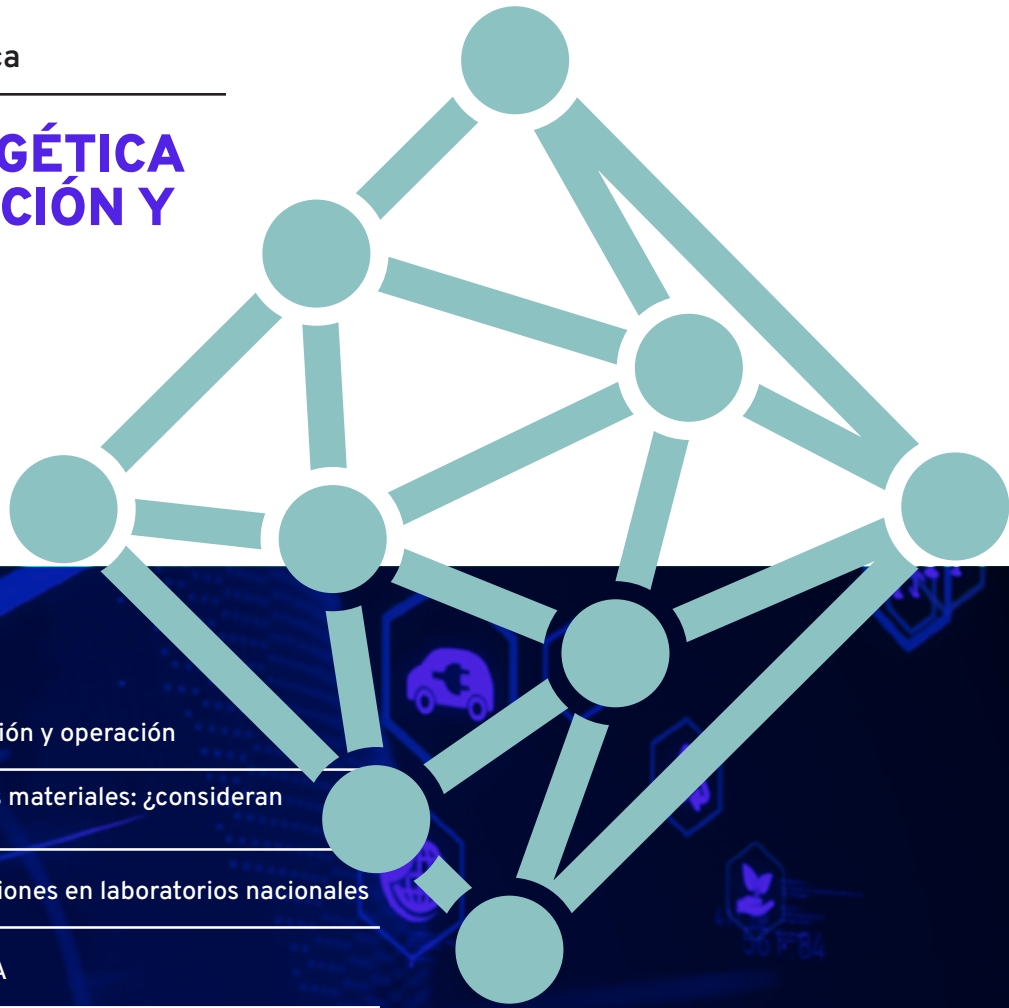 ca
GÉTICA
CIÓN Y
ión y operación
s materiales: ¿consideran
iones en laboratorios nacionales
A